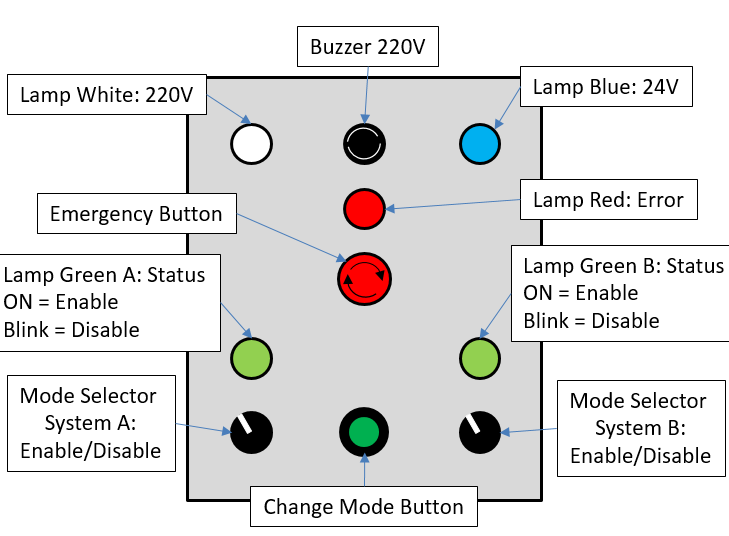 Buzzer 220V
Lamp White: 220V
Lamp Blue: 24V
Emergency Button
Lamp Red: Error
Lamp Green A: Status
ON = Enable
Blink = Disable
Lamp Green B: Status
ON = Enable
Blink = Disable
Mode Selector
System A:
Enable/Disable
Mode Selector
System B:
Enable/Disable
Change Mode Button